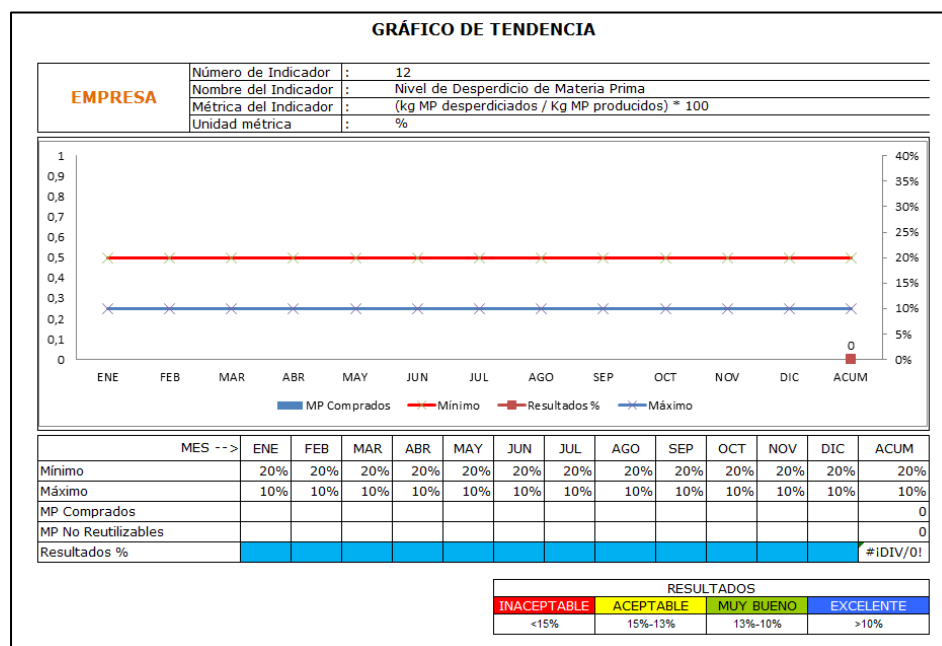 GRÁFICO DE TENDENCIA
EMPRESA
Número de Indicador : 12
Nombre del Indicador : Nivel de Desperdicio de Materia Prima
Métrica del Indicador : (kg MP desperdiciados / Kg MP producidos) * 100
Unidad métrica : %
1 40%
0,9
0,8 35%
0,7 30%
0,6 25%
0,5 20%
0,4 15%
0,3 10%
0,2
0,1 5%
0
0 0%
ENE FEB MAR ABR MAY JUN JUL AGO SEP OCT NOV DIC ACUM
MP Comprados Mínimo Resultados % Máximo
MES --> ENE FEB MAR ABR MAY JUN JUL AGO SEP OCT NOV DIC ACUM
Mínimo 20% 20% 20% 20% 20% 20% 20% 20% 20% 20% 20% 20% 20%
Máximo 10% 10% 10% 10% 10% 10% 10% 10% 10% 10% 10% 10% 10%
MP Comprados 0
MP No Reutilizables 0
Resultados % #¡DIV/0!
RESULTADOS
INACEPTABLE ACEPTABLE MUY BUENO EXCELENTE
<15% 15%-13% 13%-10% >10%